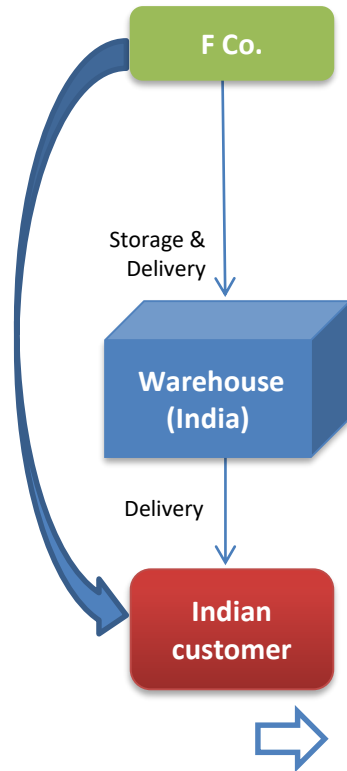 F Co.
Storage &
Delivery
Warehouse
(India)
Delivery
Indian
customer